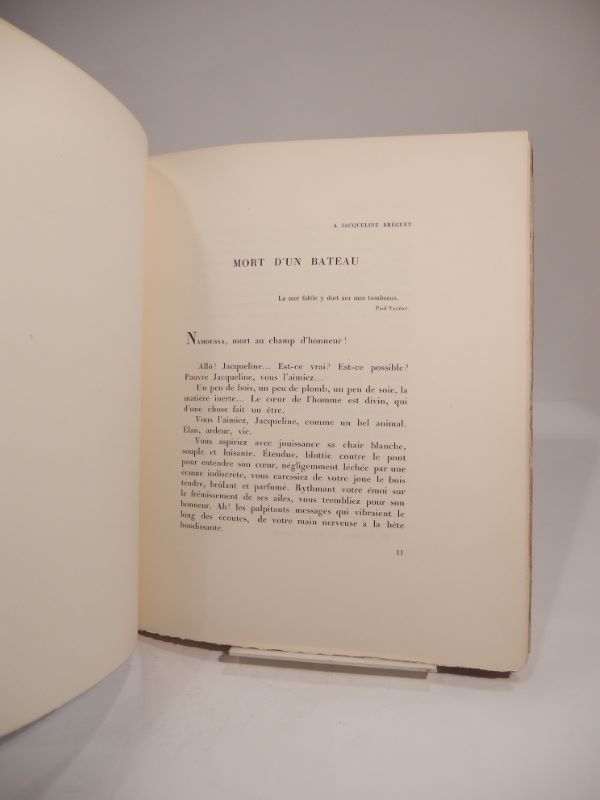 A JACQUELINE BRÉGUET
MORT D'UN BATEAU
La mer fidèle y dort sur mes tombeaux.
Paul Valéry
Namoussa, mort au champ d'honneur !
Allô ! Jacqueline... Est-ce vrai ? Est-ce possible ?
Pauvre Jacqueline, vous l'aimiez...
Un peu de bois, un peu de plomb, un peu de soie, la
matière inerte... Le cœur de l'homme est divin, qui
d'une chose fait un être.
Vous l'aimiez, Jacqueline, comme un bel animal.
Élan, ardeur, vie.
Vous aspiriez avec jouissance sa chair blanche,
souple et luisante. Étendue, blottie contre le pont
pour entendre son cœur, négligemment léchée par une
écume indiscrète, vous caressiez de votre joue le bois
tendre, brûlant et parfumé. Rythmant votre émoi sur
le frémissement de ses ailes, vous trembliez pour son
honneur. Ah! les palpitants messages qui vibraient le
long des écoutes, de votre main nerveuse à la bête
bondissante.
11